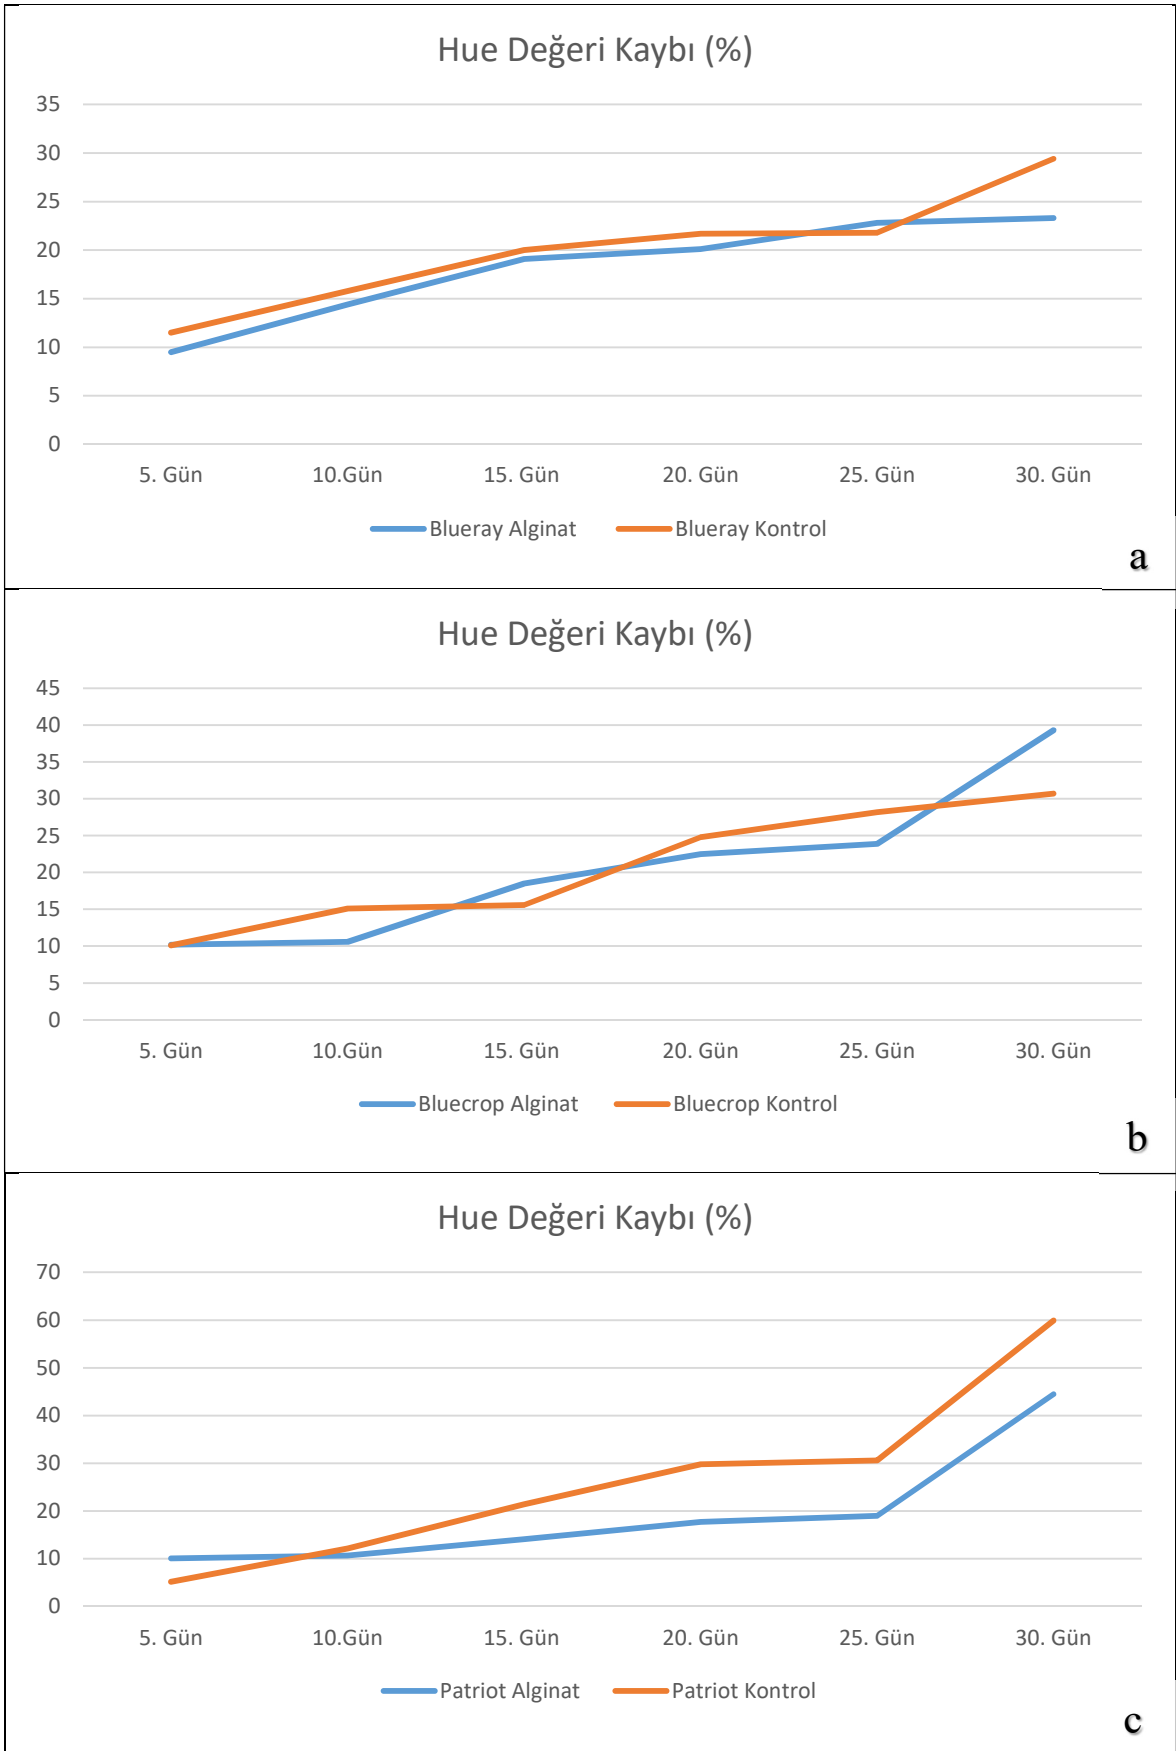 Hue Değeri Kaybı (%)
35
30
25
20
15
10
5
0
5. Gün 10.Gün 15. Gün 20. Gün 25. Gün 30. Gün
Blueray Alginat Blueray Kontrol
a
Hue Değeri Kaybı (%)
45
40
35
30
25
20
15
10
5
0
5. Gün 10.Gün 15. Gün 20. Gün 25. Gün 30. Gün
Bluecrop Alginat Bluecrop Kontrol
b
Hue Değeri Kaybı (%)
70
60
50
40
30
20
10
0
5. Gün 10.Gün 15. Gün 20. Gün 25. Gün 30. Gün
Patriot Alginat Patriot Kontrol
c